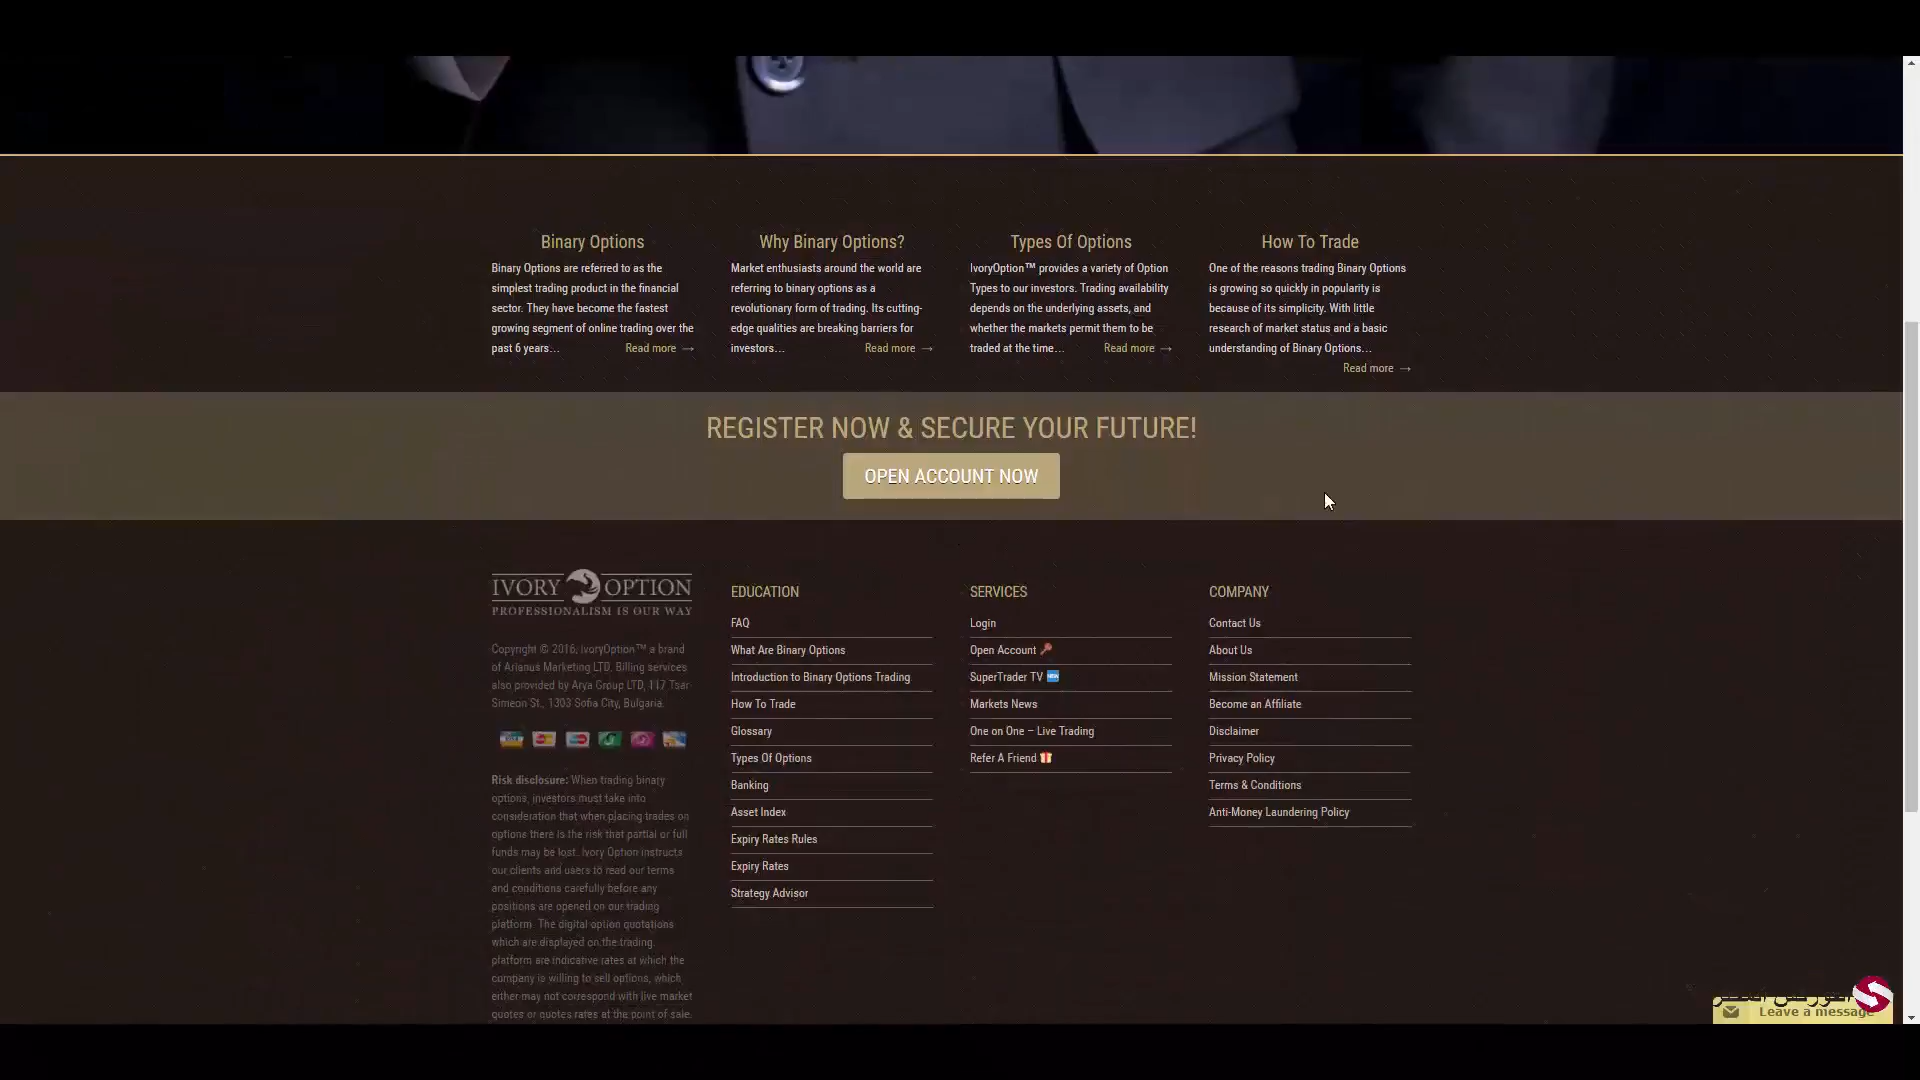 Binary Options
Binary Options are referred to as the
simplest trading product in the financial
sector. They have become the fastest
growing segment of online trading over the
past 6 years... Read more →
Why Binary Options?
Market enthusiasts around the world are
referring to binary options as a
revolutionary form of trading. Its cutting-
edge qualities are breaking barriers for
investors... Read more →
Types Of Options
IvoryOption™ provides a variety of Option
Types to our investors. Trading availability
depends on the underlying assets, and
whether the markets permit them to be
traded at the time... Read more →
How To Trade
One of the reasons trading Binary Options
is growing so quickly in popularity is
because of its simplicity. With little
research of market status and a basic
understanding of Binary Options...
Read more →
REGISTER NOW & SECURE YOUR FUTURE!
OPEN ACCOUNT NOW
IVORY OPTION
PROFESSIONALISM IS OUR WAY
Copyright © 2016, IvoryOption™ a brand
of Arianus Marketing LTD, Billing services
also provided by Arya Group LTD, 117 Tsar
Simeon St., 1303 Sofia City, Bulgaria.
Risk disclosure: When trading binary
options, investors must take into
consideration that when placing trades on
options there is the risk that partial or full
funds may be lost. Ivory Option instructs
our clients and users to read our terms
and conditions carefully before any
positions are opened on our trading
platform. The digital option quotations
which are displayed on the trading
platform are indicative rates at which the
company is willing to sell options, which
either may not correspond with live market
quotes or quotes rates at the point of sale.
EDUCATION
FAQ
What Are Binary Options
Introduction to Binary Options Trading
How To Trade
Glossary
Types Of Options
Banking
Asset Index
Expiry Rates Rules
Expiry Rates
Strategy Advisor
SERVICES
Login
Open Account
SuperTrader TV
Markets News
One on One – Live Trading
Refer A Friend
COMPANY
Contact Us
About Us
Mission Statement
Become an Affiliate
Disclaimer
Privacy Policy
Terms & Conditions
Anti-Money Laundering Policy
Leave a message